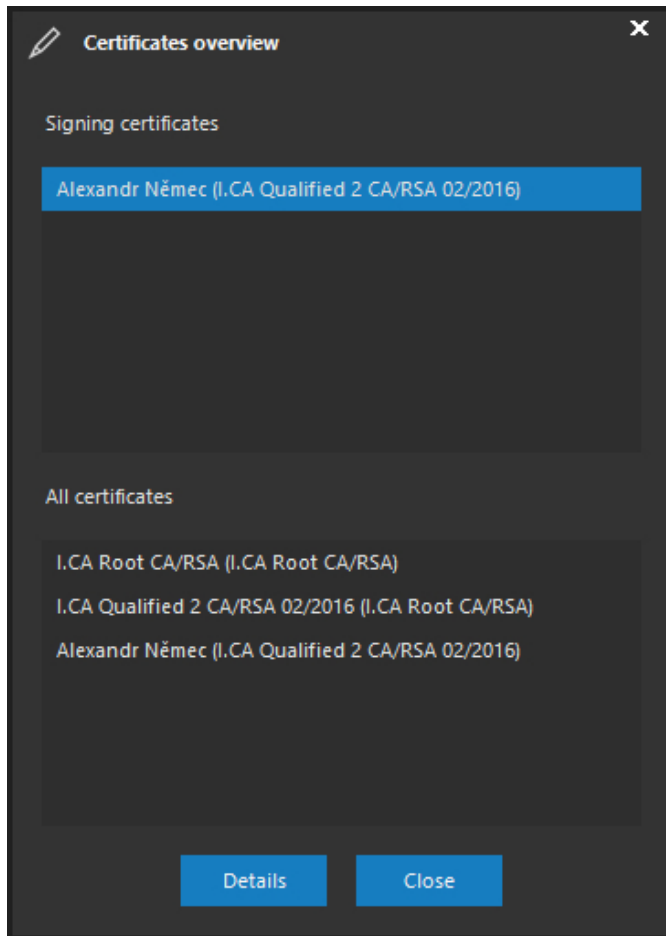 Certificates overview
Signing certificates
Alexandr Němec (I.CA Qualified 2 CA/RSA 02/2016)
All certificates
I.CA Root CA/RSA (I.CA Root CA/RSA)
I.CA Qualified 2 CA/RSA 02/2016 (I.CA Root CA/RSA)
Alexandr Němec (I.CA Qualified 2 CA/RSA 02/2016)
Details
Close